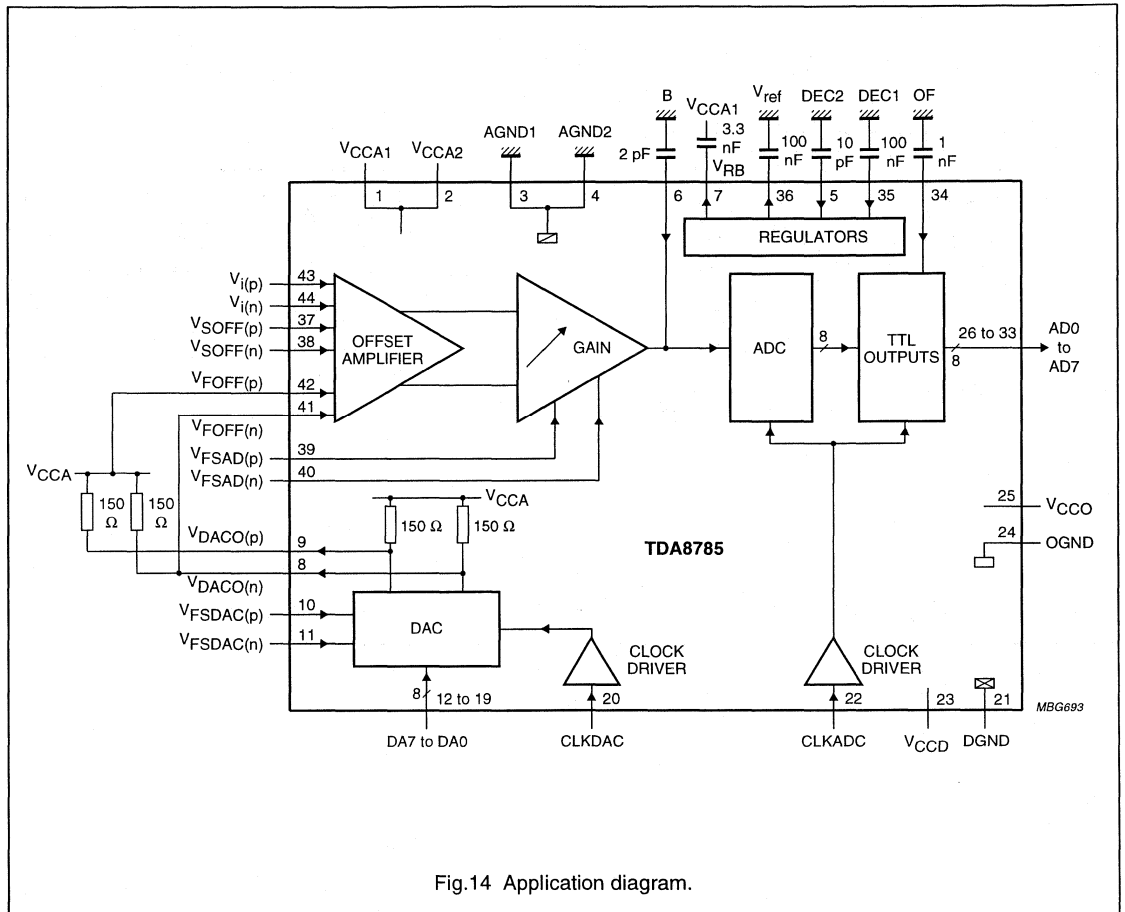 B
Vref
DEC2
DEC1
OF
VCCA1
3.3 nF
2 pF
100 nF
10 pF
100 nF
1 nF
AGND1
AGND2
VCCA1
VCCA2
VRB
1
2
3
4
6
7
36
5
35
34
REGULATORS
Vi(p)
43
Vi(n)
44
VSOFF(p)
37
VSOFF(n)
38
VFOFF(p)
42
41
VFOFF(n)
VFSAD(p)
39
VFSAD(n)
40
OFFSET
AMPLIFIER
GAIN
ADC
8
TTL
OUTPUTS
26 to 33
8
AD0
to
AD7
VCCA
150
Ω
150
Ω
VCCA
150 Ω
150 Ω
VDACO(p)
9
8
VDACO(n)
VFSDAC(p)
10
VFSDAC(n)
11
DAC
TDA8785
25
VCCO
24
OGND
CLOCK
DRIVER
CLOCK
DRIVER
8
12 to 19
20
22
23
21
MBG693
DA7 to DA0
CLKDAC
CLKADC
VCCD
DGND
Fig.14 Application diagram.